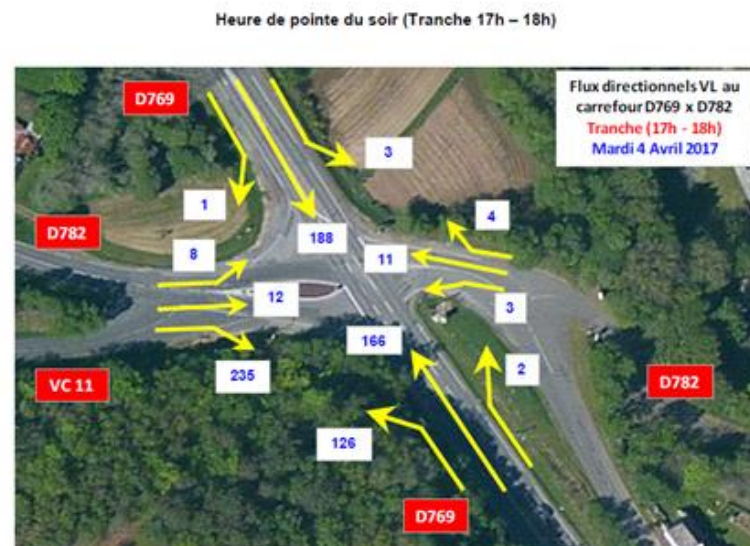 Heure de pointe du soir (Tranche 17h – 18h)
D769
Flux directionnels VL au
carrefour D769 x D782
Tranche (17h - 18h)
Mardi 4 Avril 2017
3
1
4
D782
188
8
11
12
3
166
235
2
VC 11
D782
126
D769